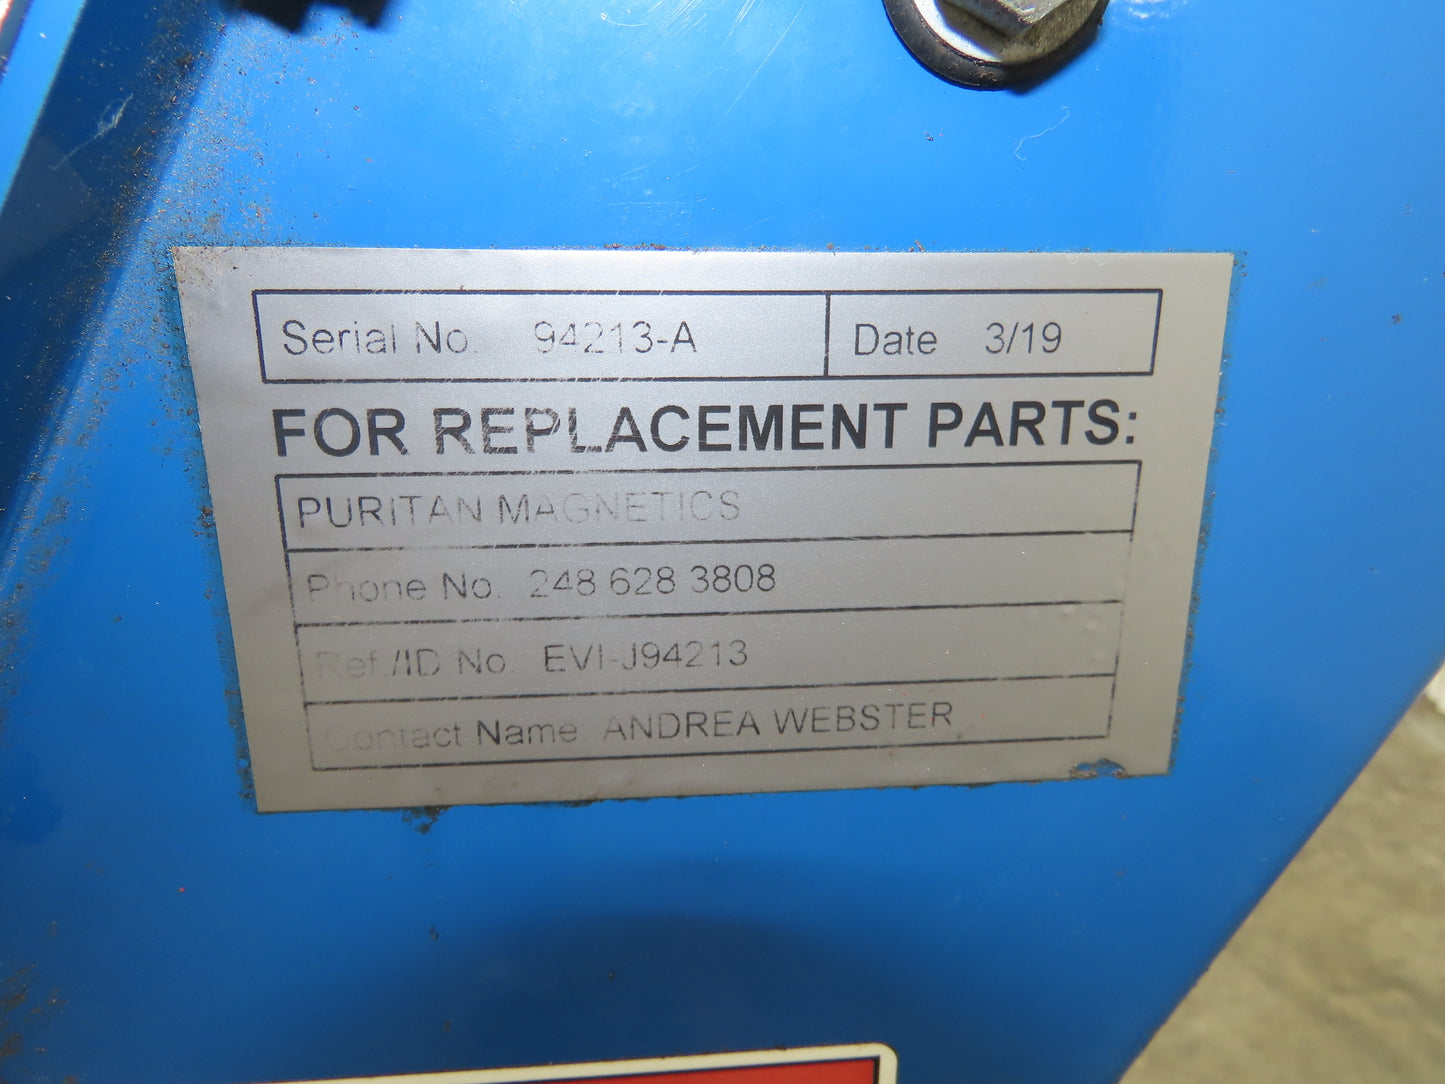 Serial No. 94213-A Date 3/19
FOR REPLACEMENT PARTS:
PURITAN MAGNETICS
Phone No. 248 628 3808
Ref./ID No. EVI-J94213
Contact Name ANDREA WEBSTER